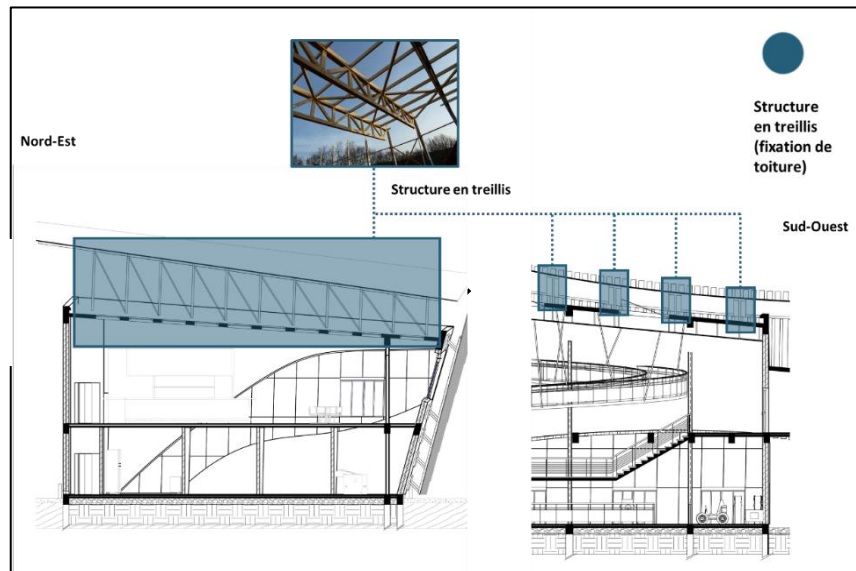 Nord-Est
Structure
en treillis
(fixation de
toiture)
Structure en treillis
Sud-Ouest